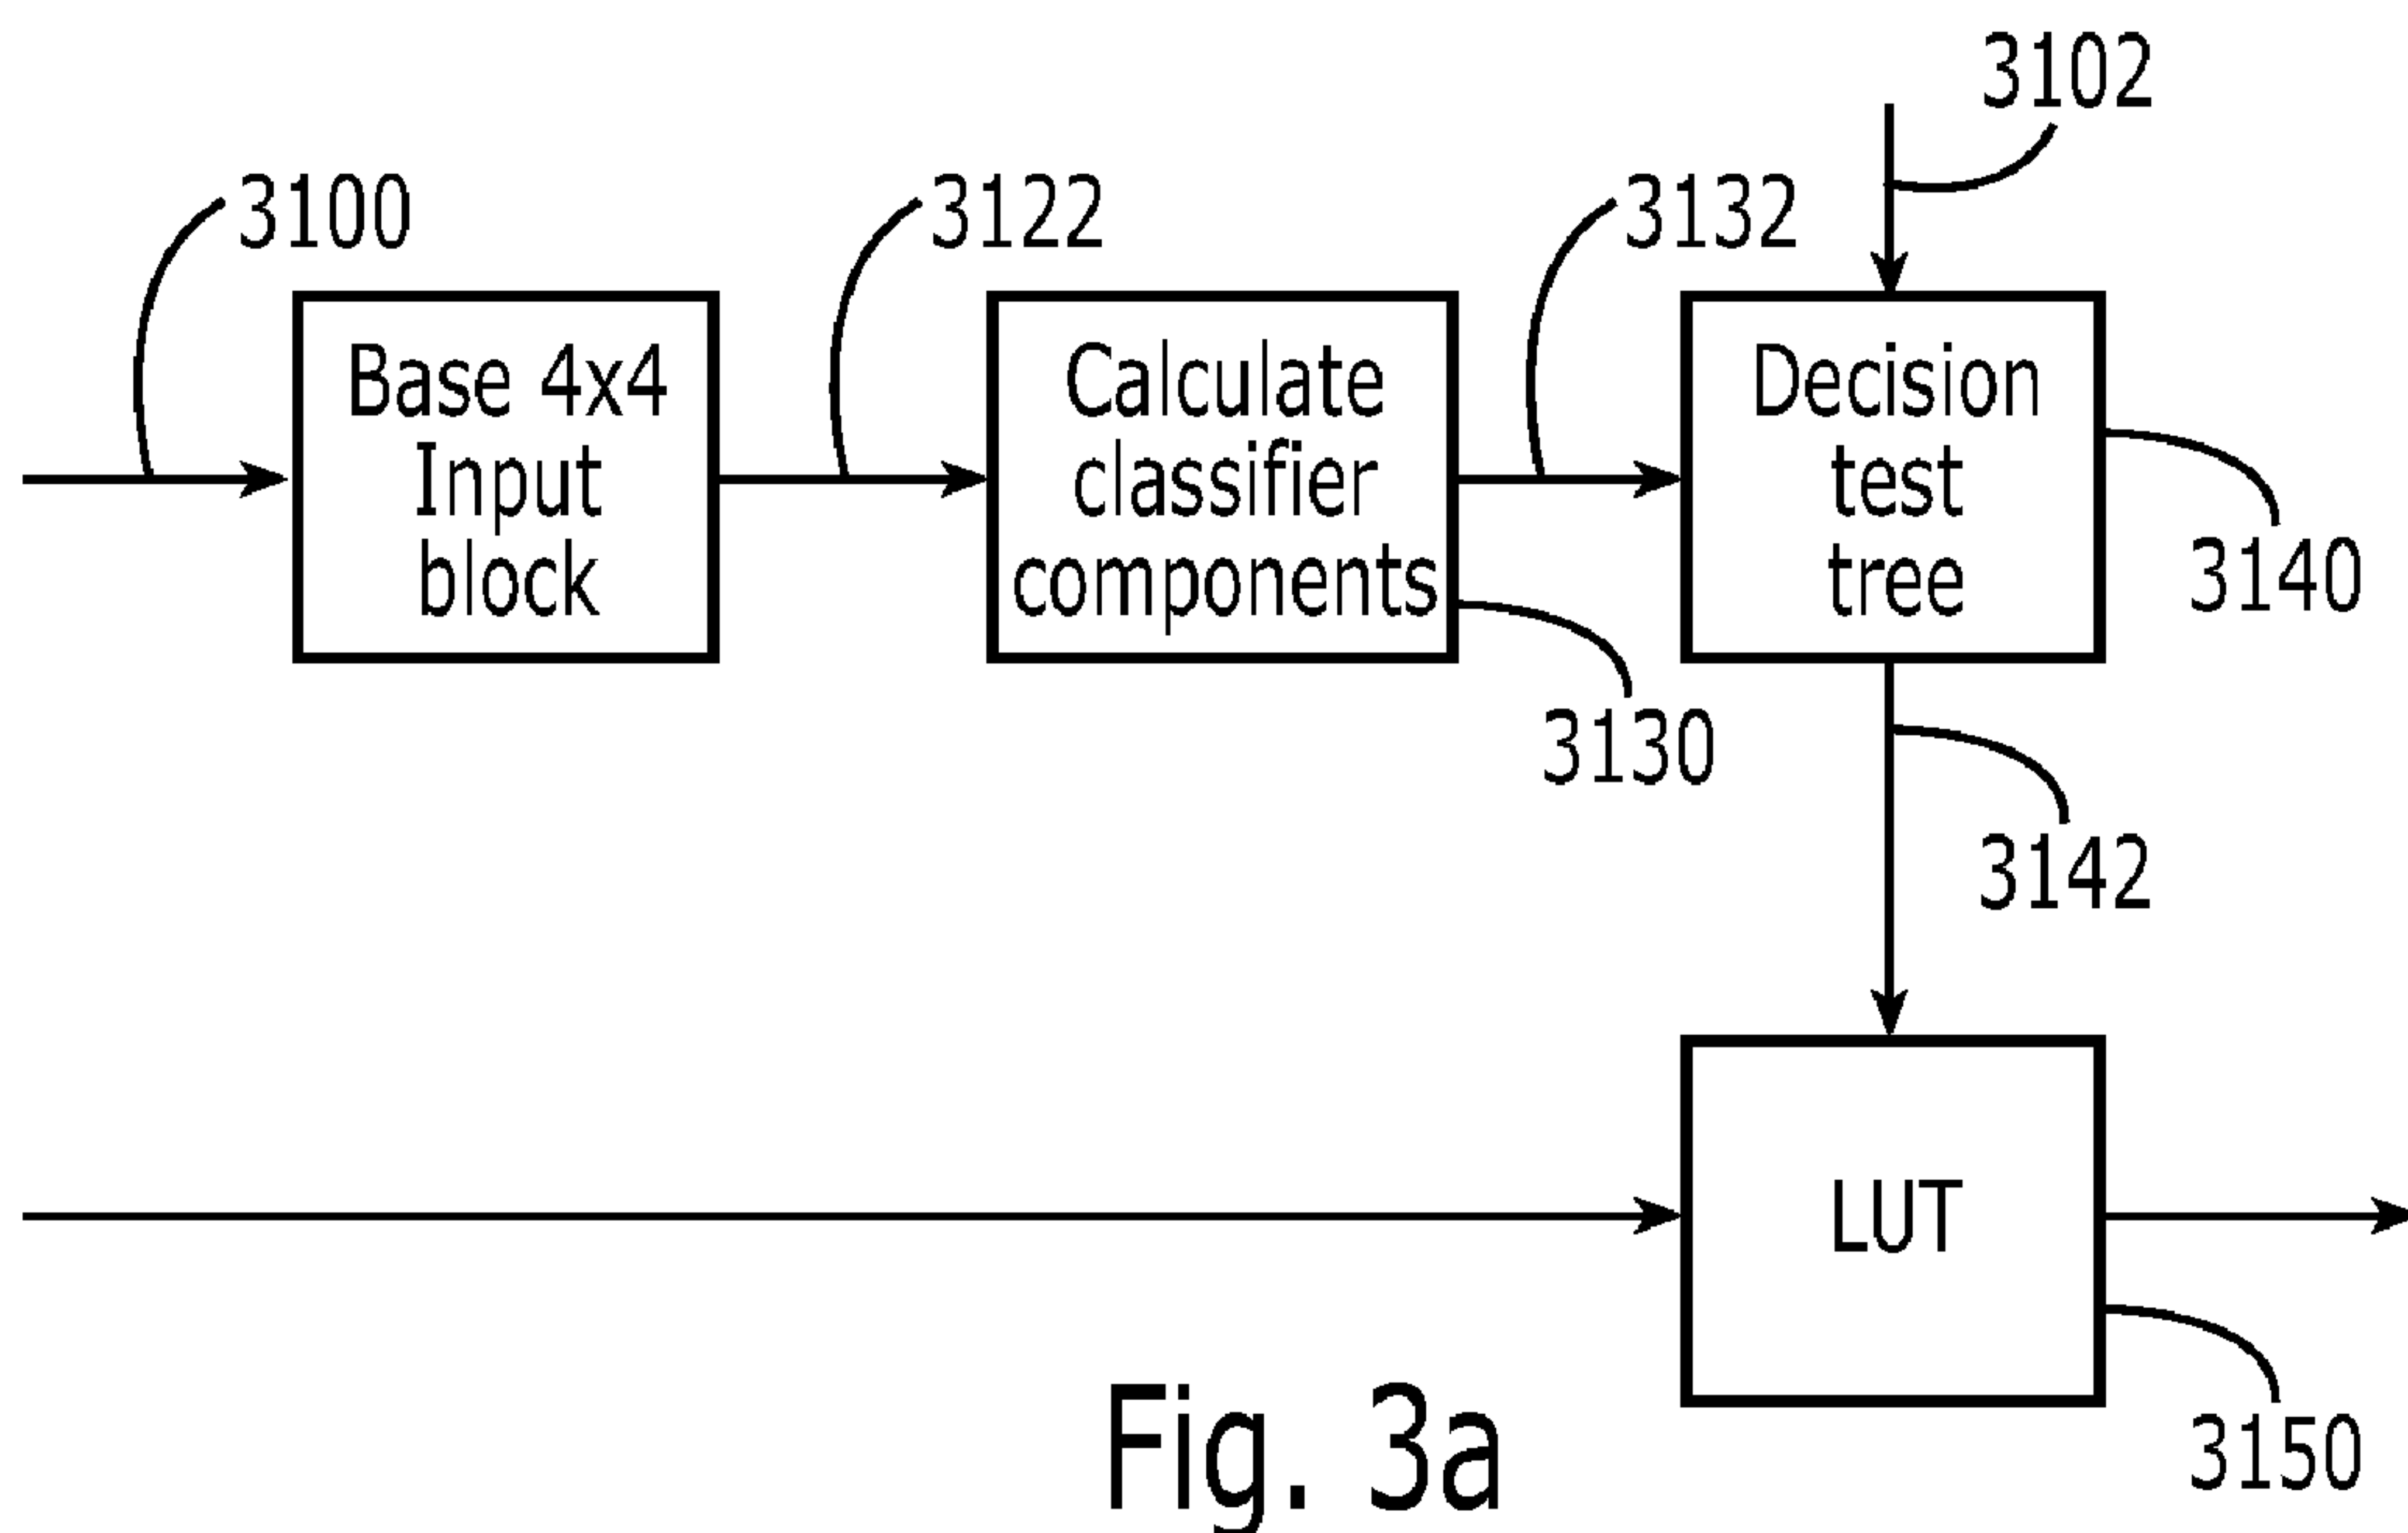 3102
3100
3122
3132
Base 4x4
Input
block
Calculate
classifier
components
Decision
test
tree
3140
3130
3142
LUT
3150
Fig. 3a